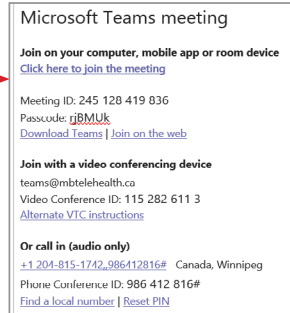 Microsoft Teams meeting
Join on your computer, mobile app or room device
Click here to join the meeting
Meeting ID: 245 128 419 836
Passcode: rjBMUk
Download Teams | Join on the web
Join with a video conferencing device
teams@mbtelehealth.ca
Video Conference ID: 115 282 611 3
Alternate VTC instructions
Or call in (audio only)
+1 204-815-1742,,986412816# Canada, Winnipeg
Phone Conference ID: 986 412 816#
Find a local number | Reset PIN